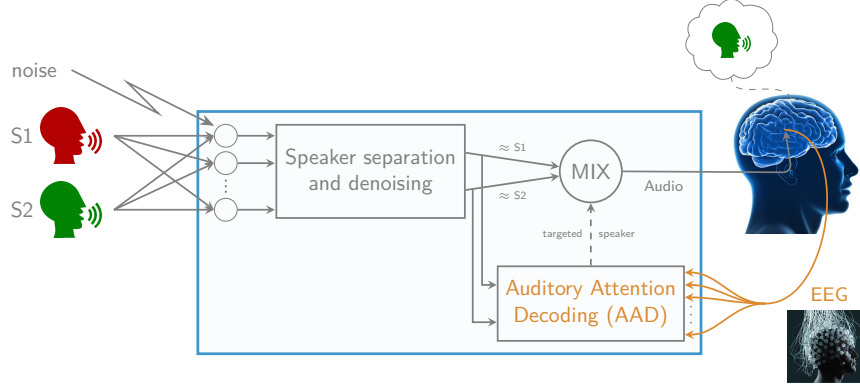 noise
S1
S2
Speaker separation
and denoising
≈ S1
≈ S2
MIX
Audio
targeted speaker
Auditory Attention
Decoding (AAD)
EEG